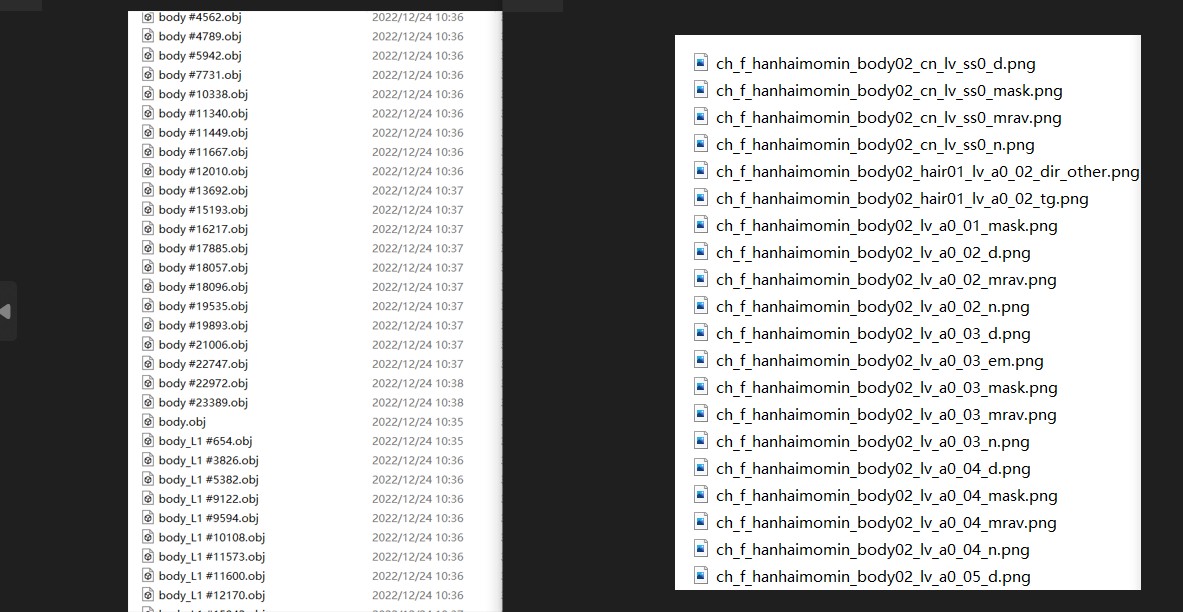 body #4562.obj 2022/12/24 10:36
body #4789.obj 2022/12/24 10:36
body #5942.obj 2022/12/24 10:36
body #7731.obj 2022/12/24 10:36
body #10338.obj 2022/12/24 10:36
body #11340.obj 2022/12/24 10:36
body #11449.obj 2022/12/24 10:36
body #11667.obj 2022/12/24 10:36
body #12010.obj 2022/12/24 10:36
body #13692.obj 2022/12/24 10:37
body #15193.obj 2022/12/24 10:37
body #16217.obj 2022/12/24 10:37
body #17885.obj 2022/12/24 10:37
body #18057.obj 2022/12/24 10:37
body #18096.obj 2022/12/24 10:37
body #19535.obj 2022/12/24 10:37
body #19893.obj 2022/12/24 10:37
body #21006.obj 2022/12/24 10:37
body #22747.obj 2022/12/24 10:37
body #22972.obj 2022/12/24 10:38
body #23389.obj 2022/12/24 10:38
body.obj 2022/12/24 10:35
body_L1 #654.obj 2022/12/24 10:35
body_L1 #3826.obj 2022/12/24 10:36
body_L1 #5382.obj 2022/12/24 10:36
body_L1 #9122.obj 2022/12/24 10:36
body_L1 #9594.obj 2022/12/24 10:36
body_L1 #10108.obj 2022/12/24 10:36
body_L1 #11573.obj 2022/12/24 10:36
body_L1 #11600.obj 2022/12/24 10:36
body_L1 #12170.obj 2022/12/24 10:36
ch_f_hanhaimomin_body02_cn_lv_ss0_d.png
ch_f_hanhaimomin_body02_cn_lv_ss0_mask.png
ch_f_hanhaimomin_body02_cn_lv_ss0_mrav.png
ch_f_hanhaimomin_body02_cn_lv_ss0_n.png
ch_f_hanhaimomin_body02_hair01_lv_a0_02_dir_other.png
ch_f_hanhaimomin_body02_hair01_lv_a0_02_tg.png
ch_f_hanhaimomin_body02_lv_a0_01_mask.png
ch_f_hanhaimomin_body02_lv_a0_02_d.png
ch_f_hanhaimomin_body02_lv_a0_02_mrav.png
ch_f_hanhaimomin_body02_lv_a0_02_n.png
ch_f_hanhaimomin_body02_lv_a0_03_d.png
ch_f_hanhaimomin_body02_lv_a0_03_em.png
ch_f_hanhaimomin_body02_lv_a0_03_mask.png
ch_f_hanhaimomin_body02_lv_a0_03_mrav.png
ch_f_hanhaimomin_body02_lv_a0_03_n.png
ch_f_hanhaimomin_body02_lv_a0_04_d.png
ch_f_hanhaimomin_body02_lv_a0_04_mask.png
ch_f_hanhaimomin_body02_lv_a0_04_mrav.png
ch_f_hanhaimomin_body02_lv_a0_04_n.png
ch_f_hanhaimomin_body02_lv_a0_05_d.png